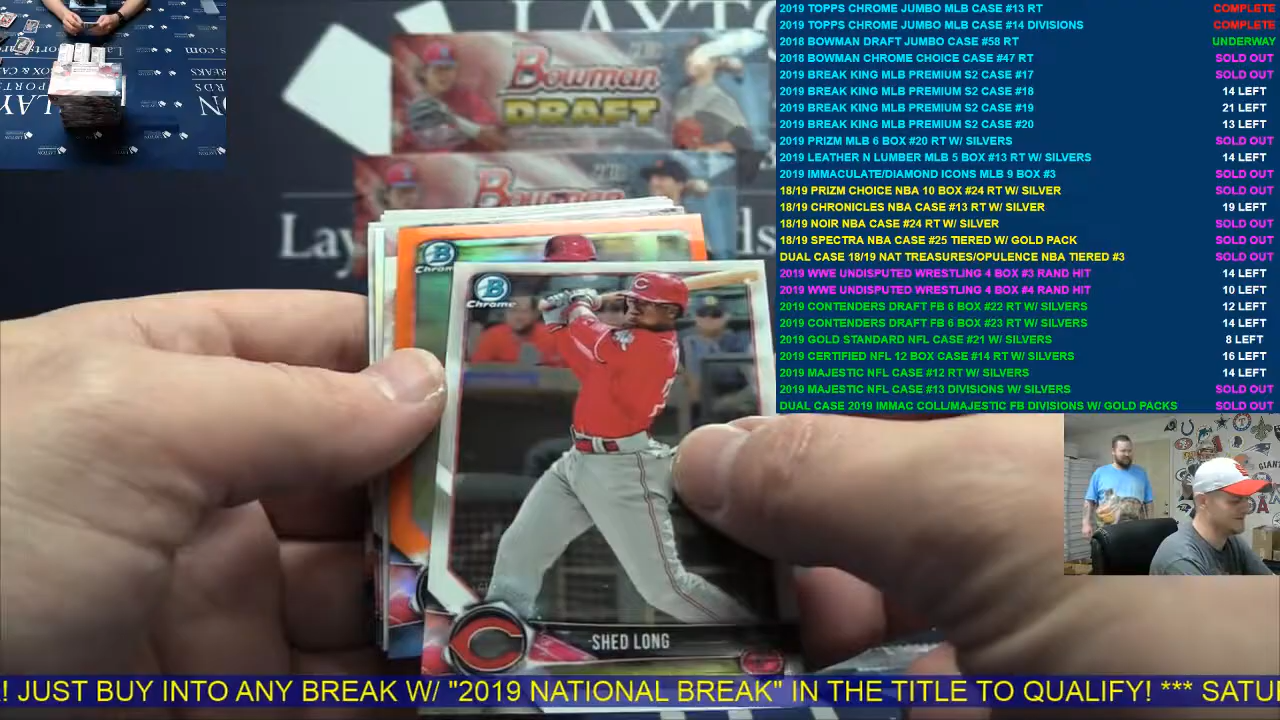 LAYTON
Bowman
DRAFT
Bowman
Lay
ds
B
Chrom
B
Chrome
SHED LONG
2019 TOPPS CHROME JUMBO MLB CASE #13 RT COMPLETE
2019 TOPPS CHROME JUMBO MLB CASE #14 DIVISIONS COMPLETE
2018 BOWMAN DRAFT JUMBO CASE #58 RT UNDERWAY
2018 BOWMAN CHROME CHOICE CASE #47 RT SOLD OUT
2019 BREAK KING MLB PREMIUM S2 CASE #17 SOLD OUT
2019 BREAK KING MLB PREMIUM S2 CASE #18 14 LEFT
2019 BREAK KING MLB PREMIUM S2 CASE #19 21 LEFT
2019 BREAK KING MLB PREMIUM S2 CASE #20 13 LEFT
2019 PRIZM MLB 6 BOX #20 RT W/ SILVERS SOLD OUT
2019 LEATHER N LUMBER MLB 5 BOX #13 RT W/ SILVERS 14 LEFT
2019 IMMACULATE/DIAMOND ICONS MLB 9 BOX #3 SOLD OUT
18/19 PRIZM CHOICE NBA 10 BOX #24 RT W/ SILVER SOLD OUT
18/19 CHRONICLES NBA CASE #13 RT W/ SILVER 19 LEFT
18/19 NOIR NBA CASE #24 RT W/ SILVER SOLD OUT
18/19 SPECTRA NBA CASE #25 TIERED W/ GOLD PACK SOLD OUT
DUAL CASE 18/19 NAT TREASURES/OPULENCE NBA TIERED #3 SOLD OUT
2019 WWE UNDISPUTED WRESTLING 4 BOX #3 RAND HIT 14 LEFT
2019 WWE UNDISPUTED WRESTLING 4 BOX #4 RAND HIT 10 LEFT
2019 CONTENDERS DRAFT FB 6 BOX #22 RT W/ SILVERS 12 LEFT
2019 CONTENDERS DRAFT FB 6 BOX #23 RT W/ SILVERS 14 LEFT
2019 GOLD STANDARD NFL CASE #21 W/ SILVERS 8 LEFT
2019 CERTIFIED NFL 12 BOX CASE #14 RT W/ SILVERS 16 LEFT
2019 MAJESTIC NFL CASE #12 RT W/ SILVERS 14 LEFT
2019 MAJESTIC NFL CASE #13 DIVISIONS W/ SILVERS SOLD OUT
DUAL CASE 2019 IMMAC COLL/MAJESTIC FB DIVISIONS W/ GOLD PACKS SOLD OUT
! JUST BUY INTO ANY BREAK W/ "2019 NATIONAL BREAK" IN THE TITLE TO QUALIFY! *** SATU